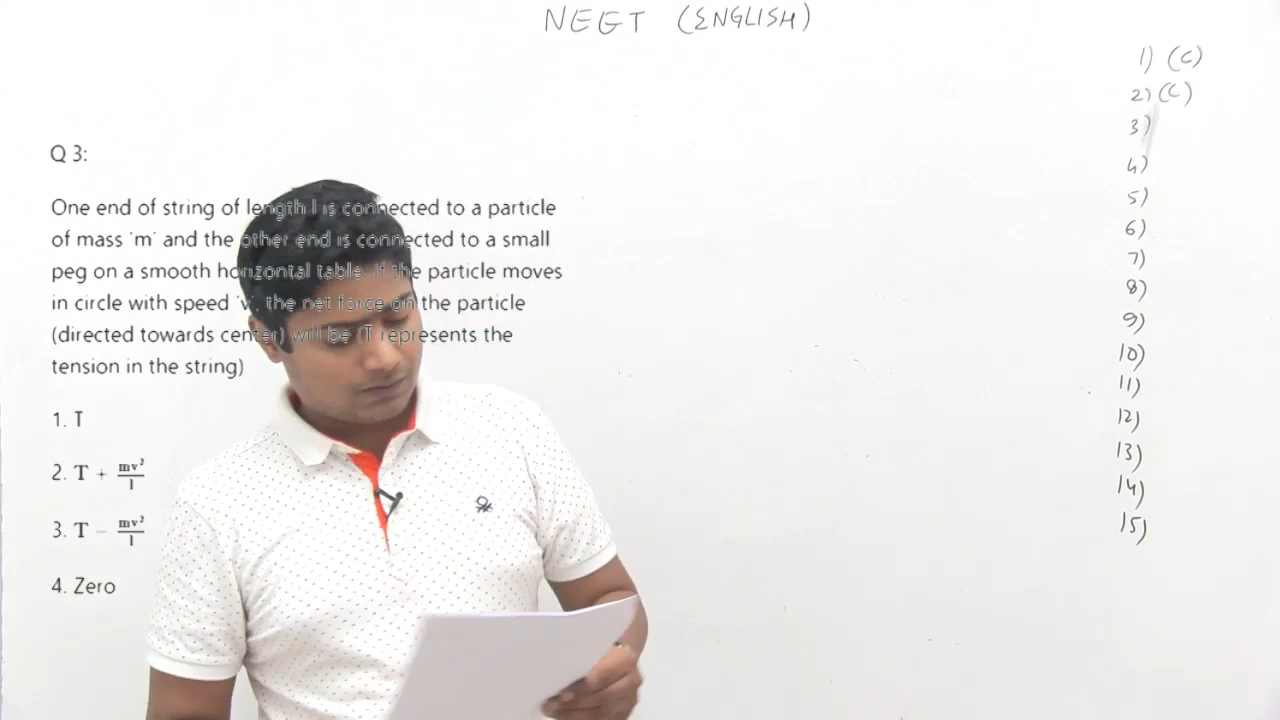 NEET (ENGLISH)
Q 3:
One end of string of length l is connected to a particle
of mass 'm' and the other end is connected to a small
peg on a smooth horizontal table. If the particle moves
in circle with speed 'v', the net force on the particle
(directed towards center) will be (T represents the
tension in the string)
1. T
2. T + mv²/l
3. T − mv²/l
4. Zero
1) (C)
2) (C)
3)
4)
5)
6)
7)
8)
9)
10)
11)
12)
13)
14)
15)